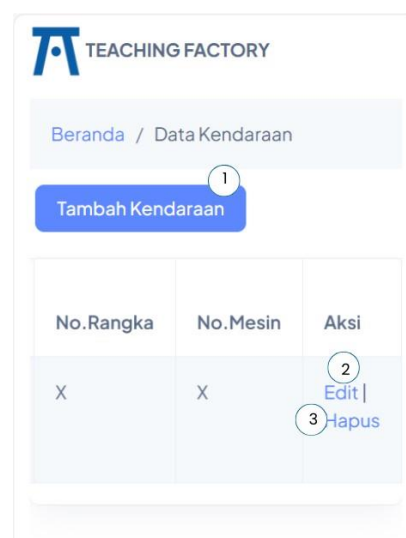 TEACHING FACTORY
Beranda / Data Kendaraan
1
Tambah Kendaraan
No.Rangka No.Mesin Aksi
2
X X Edit |
3 Hapus